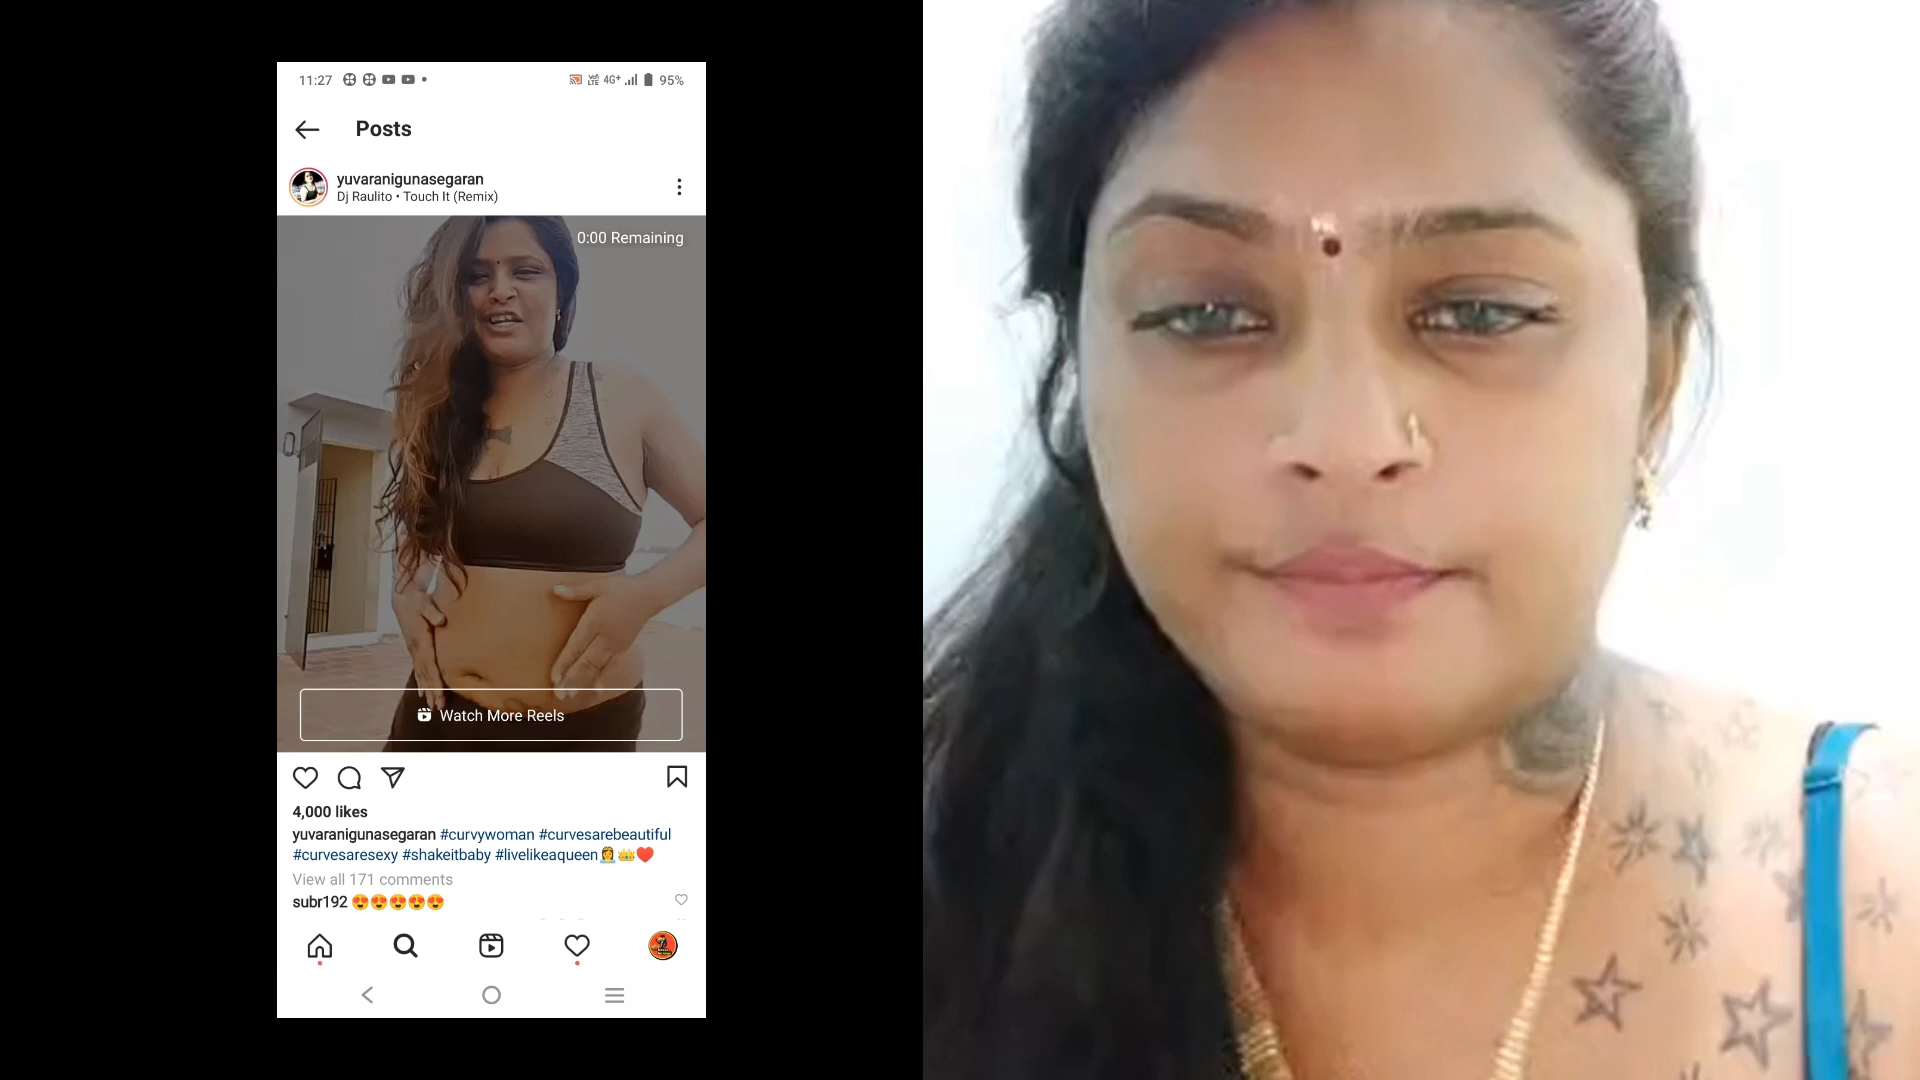 11:27 4G+ 95%
Posts
yuvaranigunasegaran
Dj Raulito • Touch It (Remix)
0:00 Remaining
Watch More Reels
4,000 likes
yuvaranigunasegaran #curvywoman #curvesarebeautiful
#curvesaresexy #shakeitbaby #livelikeaqueen👸👑❤️
View all 171 comments
subr192 😍😍😍😍😍